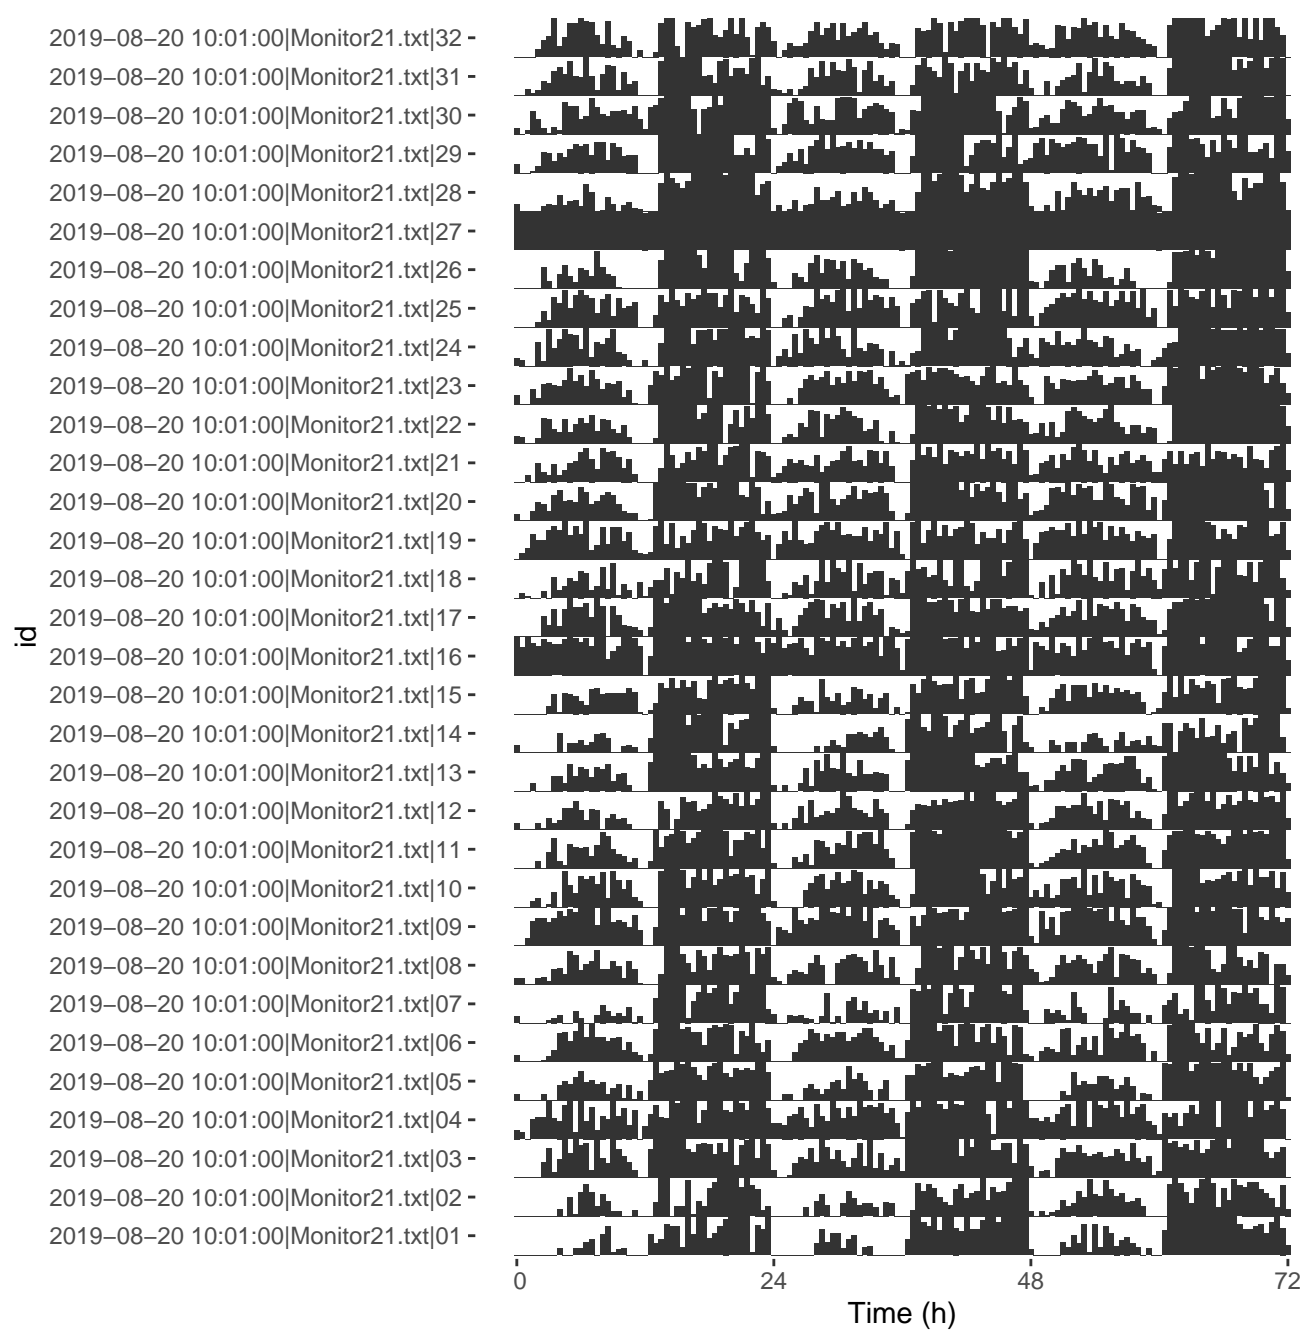 2019−08−20 10:01:00|Monitor21.txt|32
2019−08−20 10:01:00|Monitor21.txt|31
2019−08−20 10:01:00|Monitor21.txt|30
2019−08−20 10:01:00|Monitor21.txt|29
2019−08−20 10:01:00|Monitor21.txt|28
2019−08−20 10:01:00|Monitor21.txt|27
2019−08−20 10:01:00|Monitor21.txt|26
2019−08−20 10:01:00|Monitor21.txt|25
2019−08−20 10:01:00|Monitor21.txt|24
2019−08−20 10:01:00|Monitor21.txt|23
2019−08−20 10:01:00|Monitor21.txt|22
2019−08−20 10:01:00|Monitor21.txt|21
2019−08−20 10:01:00|Monitor21.txt|20
2019−08−20 10:01:00|Monitor21.txt|19
2019−08−20 10:01:00|Monitor21.txt|18
2019−08−20 10:01:00|Monitor21.txt|17
id
2019−08−20 10:01:00|Monitor21.txt|16
2019−08−20 10:01:00|Monitor21.txt|15
2019−08−20 10:01:00|Monitor21.txt|14
2019−08−20 10:01:00|Monitor21.txt|13
2019−08−20 10:01:00|Monitor21.txt|12
2019−08−20 10:01:00|Monitor21.txt|11
2019−08−20 10:01:00|Monitor21.txt|10
2019−08−20 10:01:00|Monitor21.txt|09
2019−08−20 10:01:00|Monitor21.txt|08
2019−08−20 10:01:00|Monitor21.txt|07
2019−08−20 10:01:00|Monitor21.txt|06
2019−08−20 10:01:00|Monitor21.txt|05
2019−08−20 10:01:00|Monitor21.txt|04
2019−08−20 10:01:00|Monitor21.txt|03
2019−08−20 10:01:00|Monitor21.txt|02
2019−08−20 10:01:00|Monitor21.txt|01
0 24 48 72
Time (h)